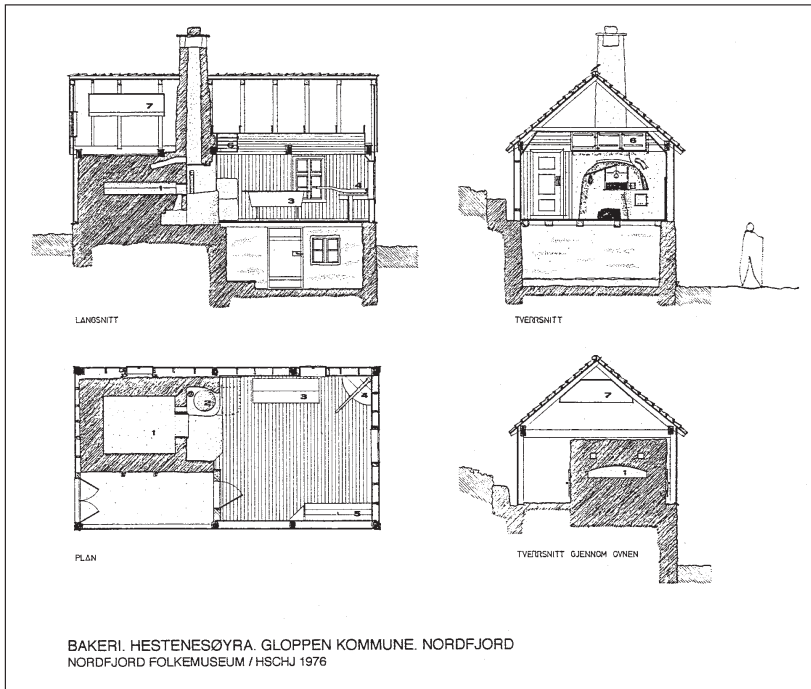 7
1
6
3
4
LANGSNITT
6
TVERRSNITT
1
2
3
4
5
PLAN
7
1
TVERRSNITT GJENNOM OVNEN
BAKERI. HESTENESØYRA. GLOPPEN KOMMUNE. NORDFJORD
NORDFJORD FOLKEMUSEUM / HSCHJ 1976